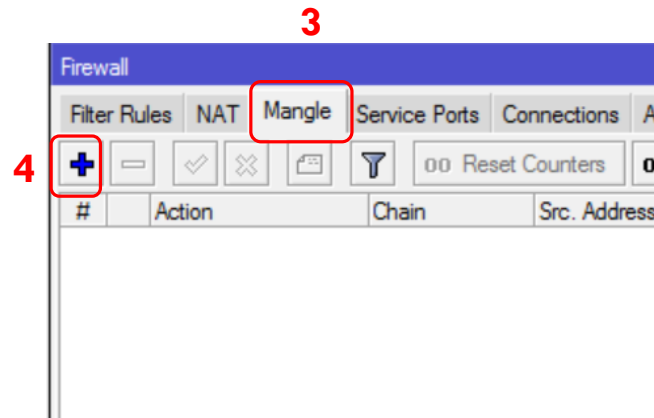 3
Firewall
Filter Rules NAT Mangle Service Ports Connections A
4
00 Reset Counters
# Action Chain Src. Address